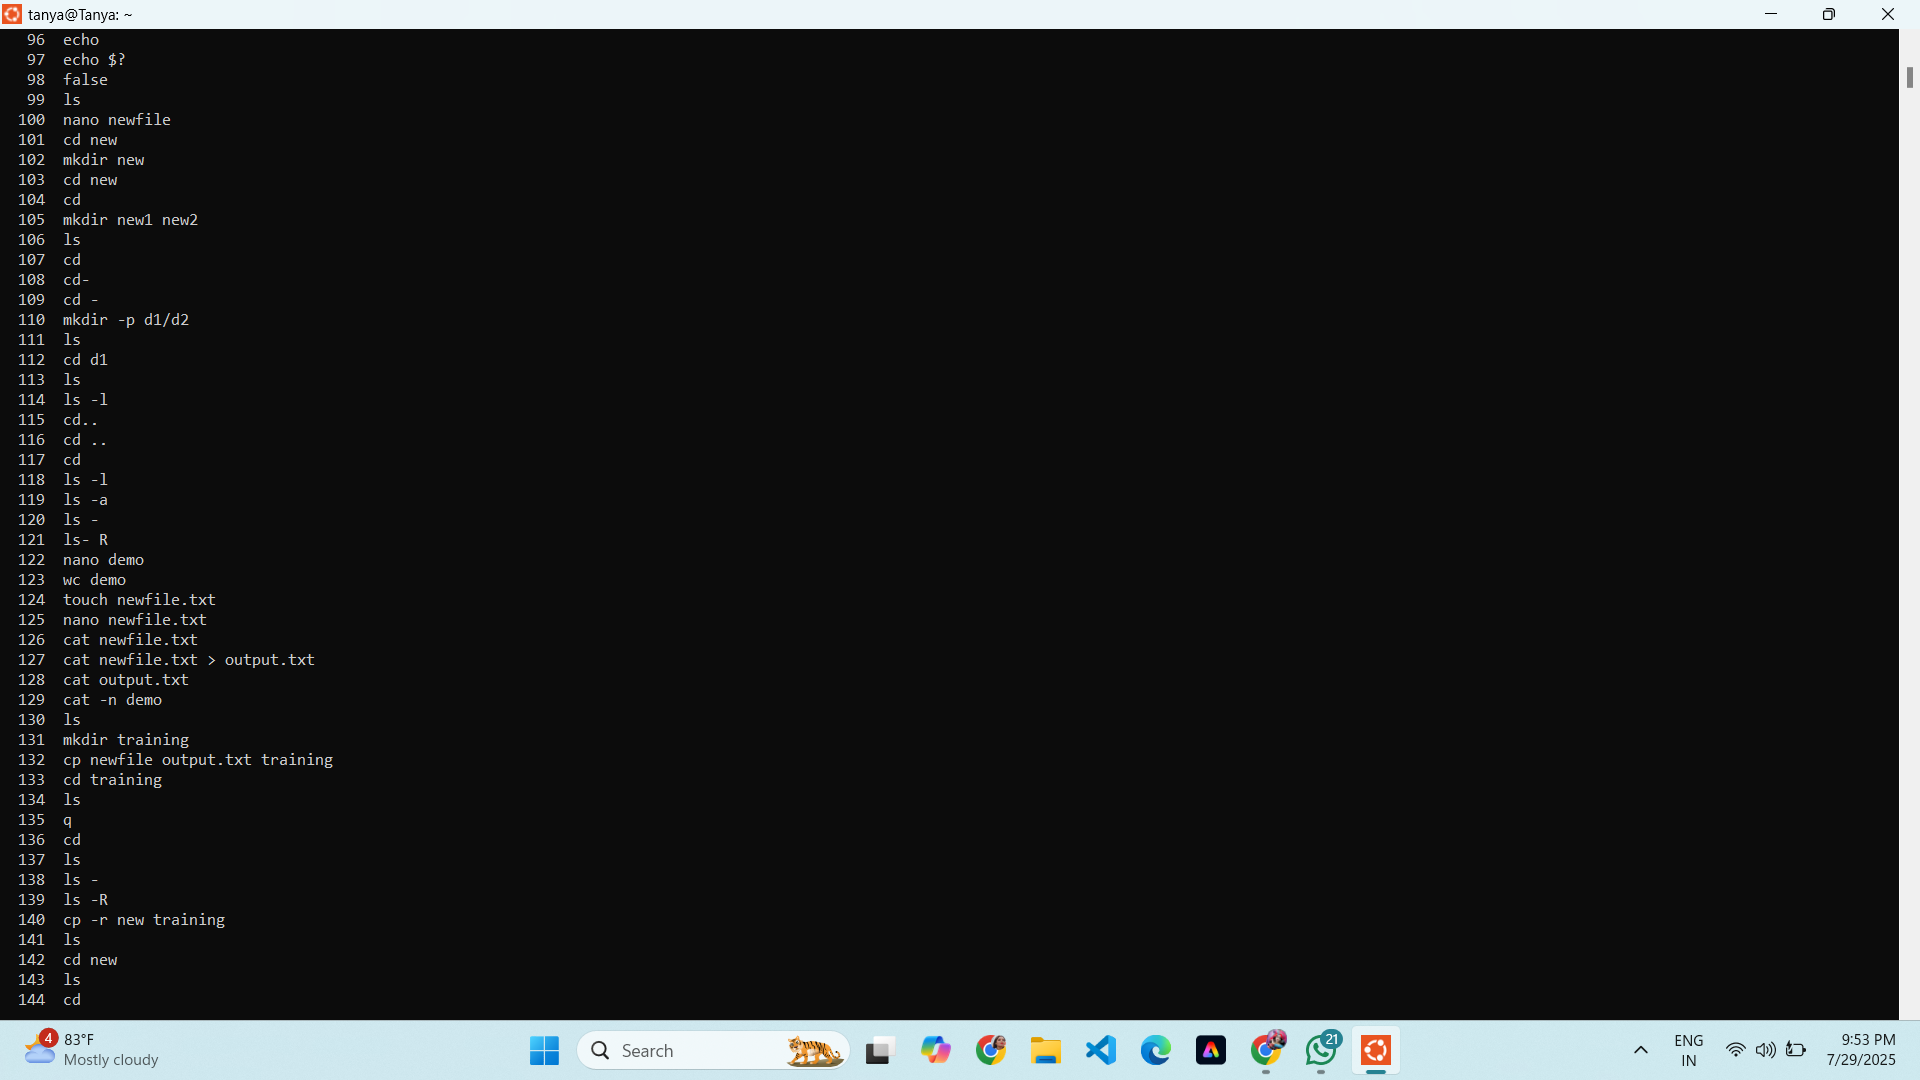 tanya@Tanya: ~
96 echo
97 echo $?
98 false
99 ls
100 nano newfile
101 cd new
102 mkdir new
103 cd new
104 cd
105 mkdir new1 new2
106 ls
107 cd
108 cd-
109 cd -
110 mkdir -p d1/d2
111 ls
112 cd d1
113 ls
114 ls -l
115 cd..
116 cd ..
117 cd
118 ls -l
119 ls -a
120 ls -
121 ls- R
122 nano demo
123 wc demo
124 touch newfile.txt
125 nano newfile.txt
126 cat newfile.txt
127 cat newfile.txt > output.txt
128 cat output.txt
129 cat -n demo
130 ls
131 mkdir training
132 cp newfile output.txt training
133 cd training
134 ls
135 q
136 cd
137 ls
138 ls -
139 ls -R
140 cp -r new training
141 ls
142 cd new
143 ls
144 cd
4
83°F
Mostly cloudy
Search
21
ENG
IN
9:53 PM
7/29/2025